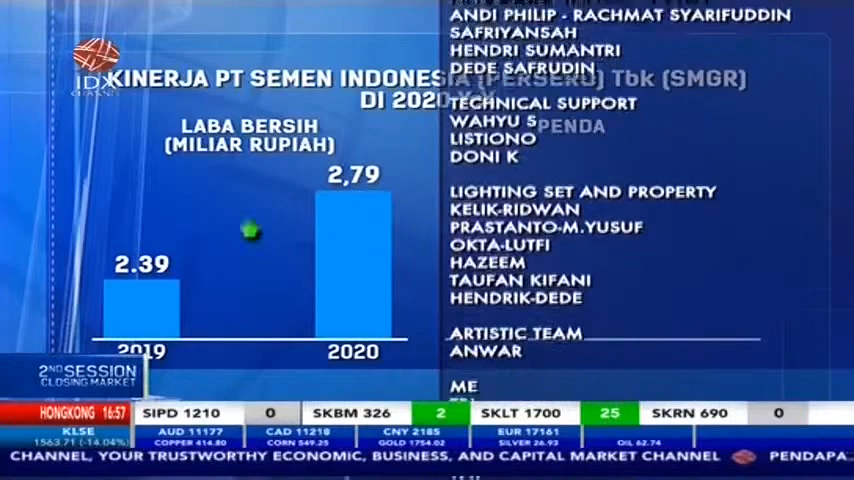 IDX
CHANNEL
KINERJA PT SEMEN INDONESIA (PERSERO) Tbk (SMGR)
DI 2020
LABA BERSIH
(MILIAR RUPIAH)
2.39
2,79
2019
2020
PENDA
ANDI PHILIP - RACHMAT SYARIFUDDIN
SAFRIYANSAH
HENDRI SUMANTRI
DEDE SAFRUDIN
TECHNICAL SUPPORT
WAHYU S
LISTIONO
DONI K
LIGHTING SET AND PROPERTY
KELIK-RIDWAN
PRASTANTO-M.YUSUF
OKTA-LUTFI
HAZEEM
TAUFAN KIFANI
HENDRIK-DEDE
ARTISTIC TEAM
ANWAR
ME
2ND SESSION
CLOSING MARKET
HONGKONG 16:57
SIPD 1210 0 SKBM 326 2 SKLT 1700 25 SKRN 690 0
KLSE
1563.71 (-14.04%)
AUD 11177 CAD 11218 CNY 2185 EUR 17161
COPPER 414.80 CORN 549.25 GOLD 1754.02 SILVER 26.93 OIL 62.74
CHANNEL, YOUR TRUSTWORTHY ECONOMIC, BUSINESS, AND CAPITAL MARKET CHANNEL PENDAPA